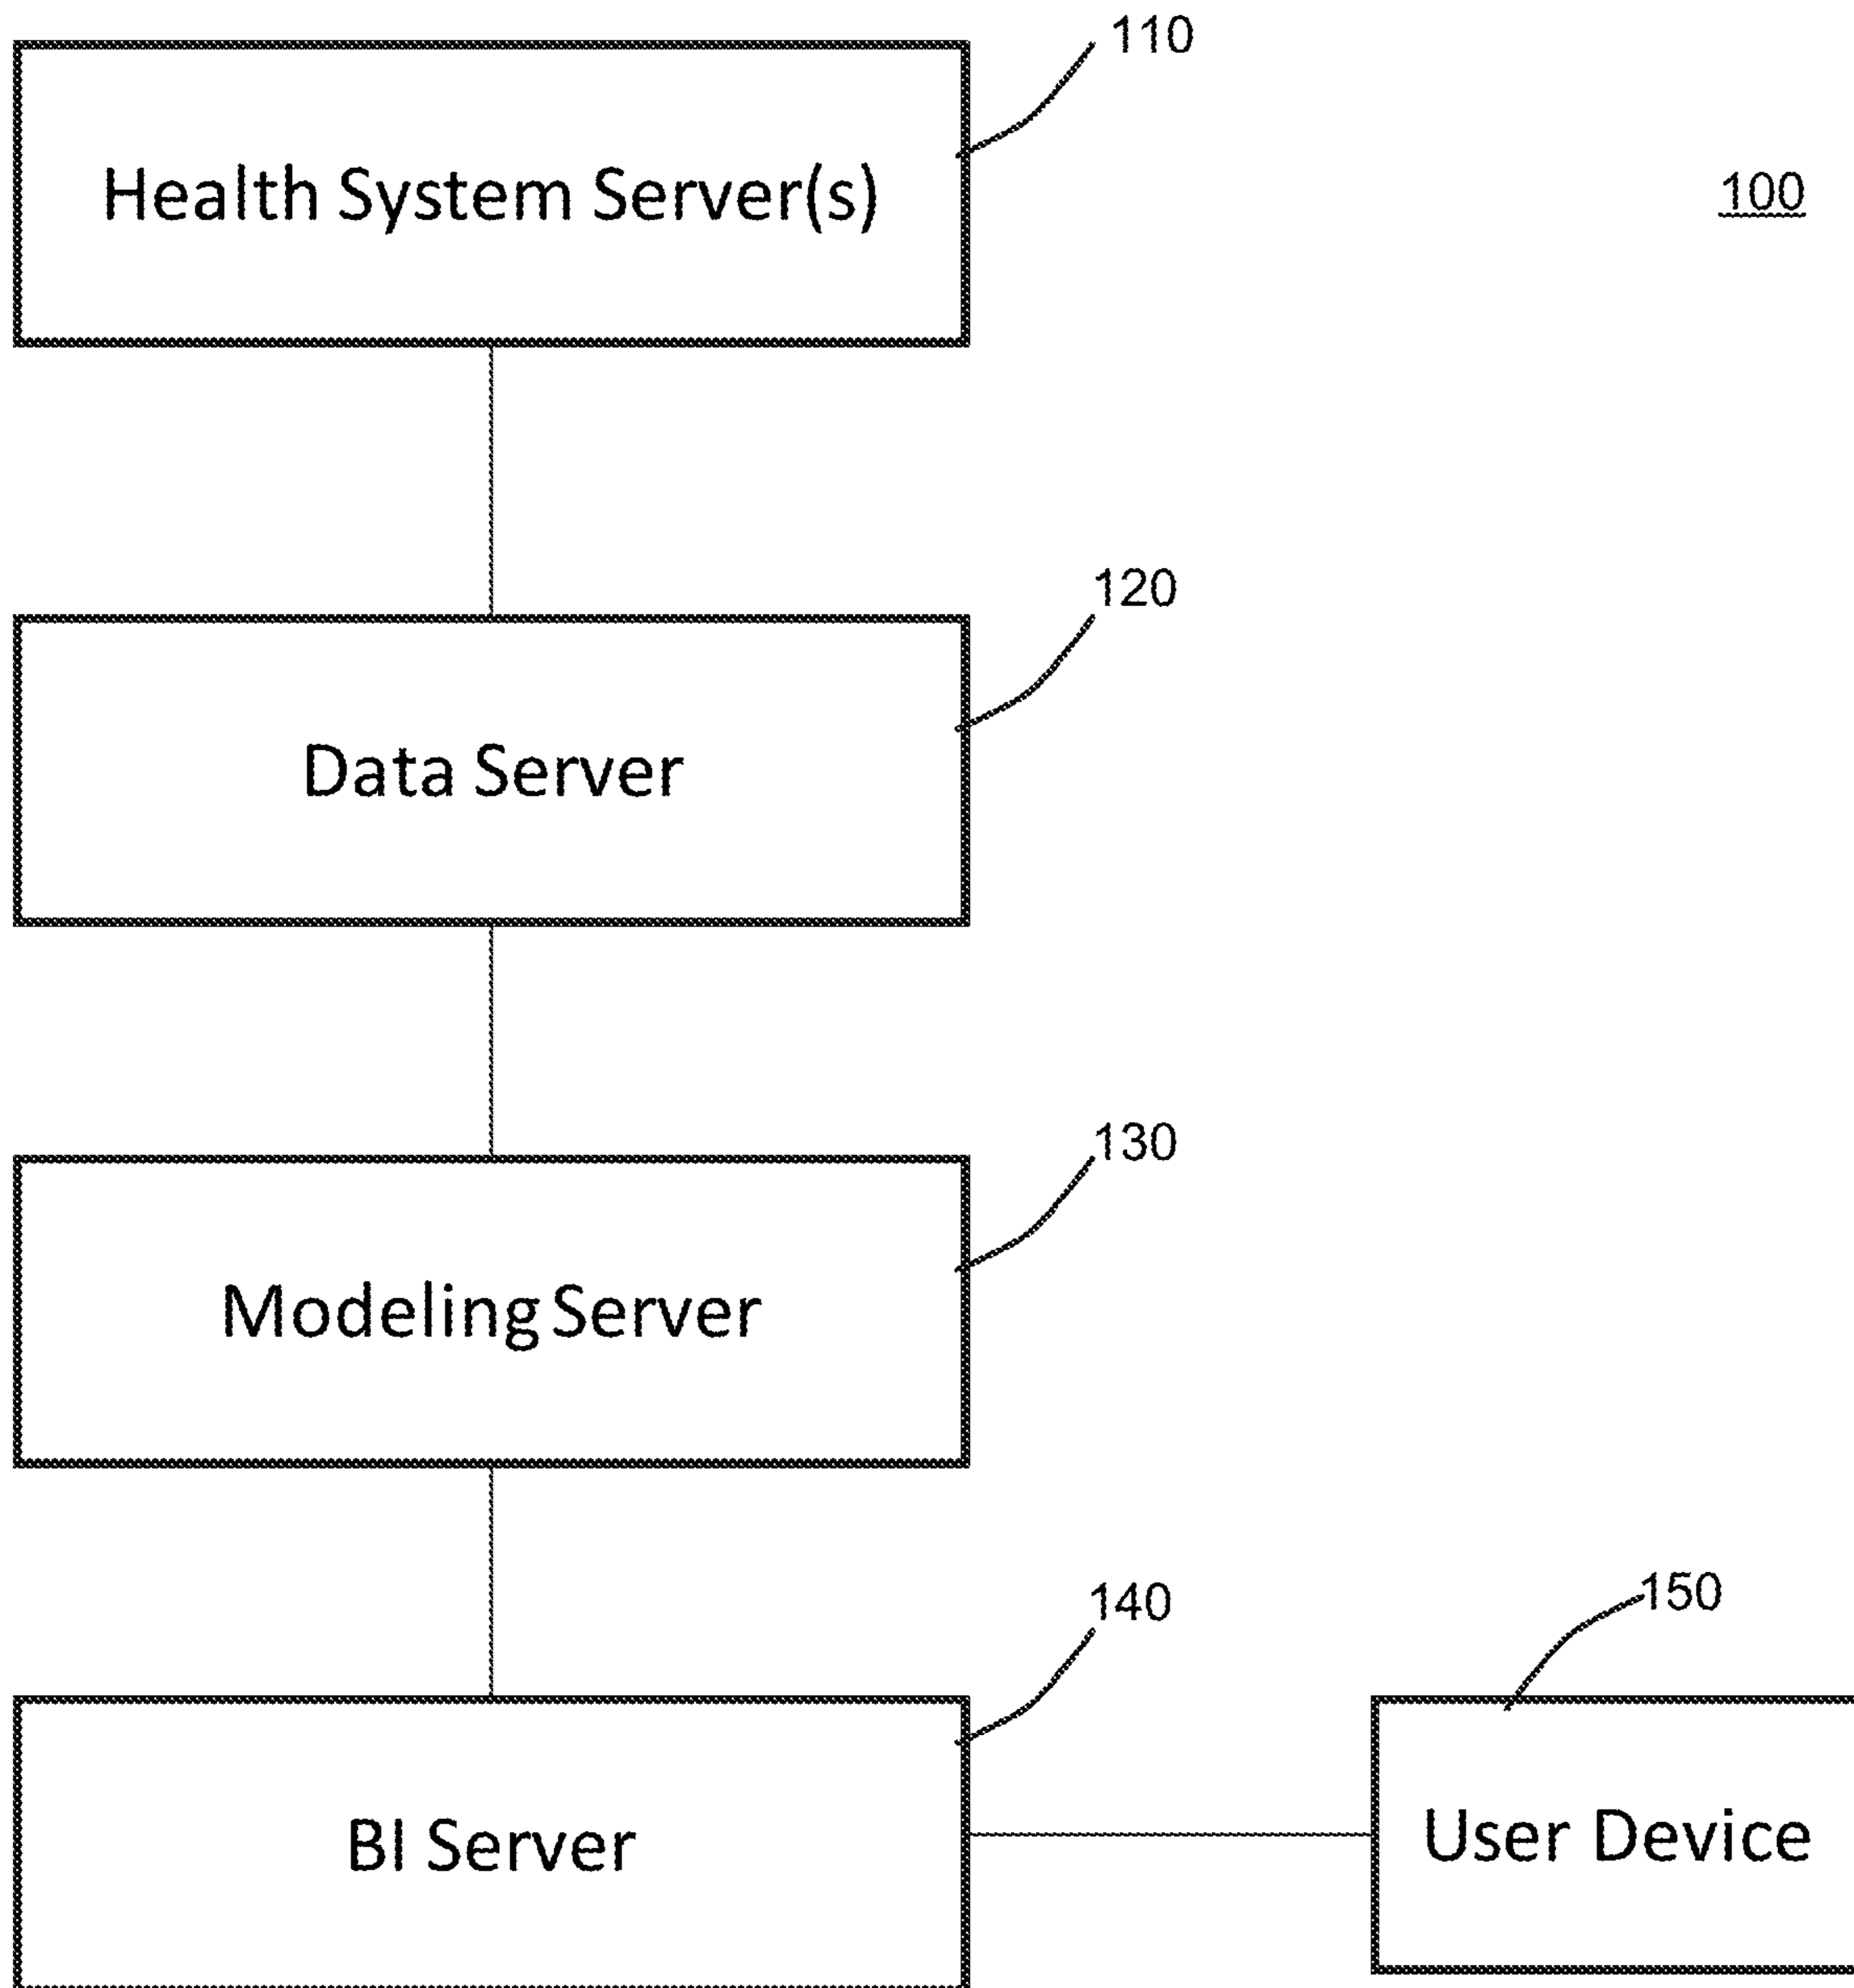 110
Health System Server(s)
100
120
Data Server
130
Modeling Server
140
150
BI Server
User Device